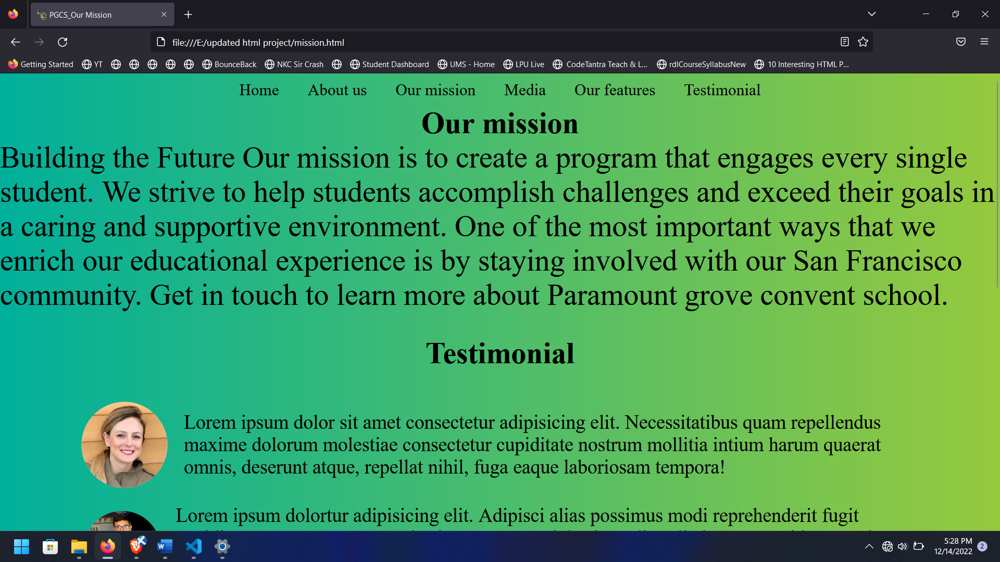 PGCS_Our Mission
file:///E:/updated html project/mission.html
Getting Started YT BounceBack NKC Sir Crash Student Dashboard UMS - Home LPU Live CodeTantra Teach & L... rdlCourseSyllabusNew 10 Interesting HTML P...
Home About us Our mission Media Our features Testimonial
Our mission
Building the Future Our mission is to create a program that engages every single
student. We strive to help students accomplish challenges and exceed their goals in
a caring and supportive environment. One of the most important ways that we
enrich our educational experience is by staying involved with our San Francisco
community. Get in touch to learn more about Paramount grove convent school.
Testimonial
Lorem ipsum dolor sit amet consectetur adipisicing elit. Necessitatibus quam repellendus
maxime dolorum molestiae consectetur cupiditate nostrum mollitia intium harum quaerat
omnis, deserunt atque, repellat nihil, fuga eaque laboriosam tempora!
Lorem ipsum dolortur adipisicing elit. Adipisci alias possimus modi reprehenderit fugit
5:28 PM
12/14/2022 2